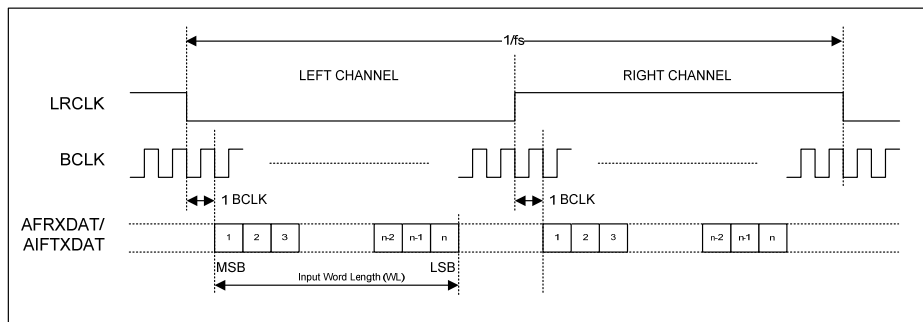 1/fs
LEFT CHANNEL RIGHT CHANNEL
LRCLK
BCLK
1 BCLK 1 BCLK
AFRXDAT/
AIFTXDAT
1 2 3 n-2 n-1 n 1 2 3 n-2 n-1 n
MSB LSB
Input Word Length (WL)